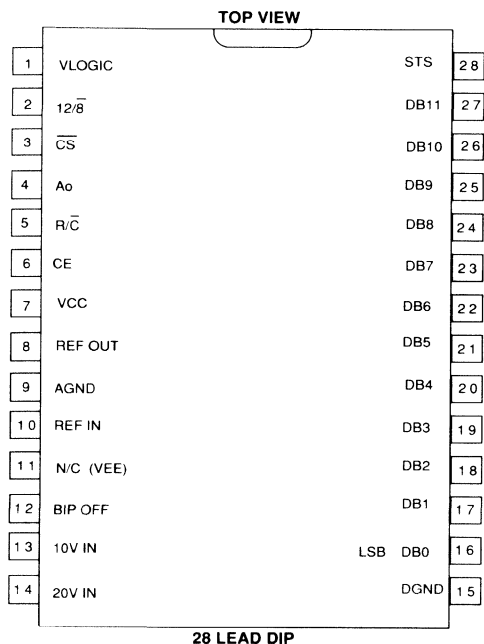 TOP VIEW
1 VLOGIC STS 28
2 12/8̅ DB11 27
3 C̅S̅ DB10 26
4 Ao DB9 25
5 R/C̅ DB8 24
6 CE DB7 23
7 VCC DB6 22
8 REF OUT DB5 21
9 AGND DB4 20
10 REF IN DB3 19
11 N/C (VEE) DB2 18
12 BIP OFF DB1 17
13 10V IN LSB DB0 16
14 20V IN DGND 15
28 LEAD DIP